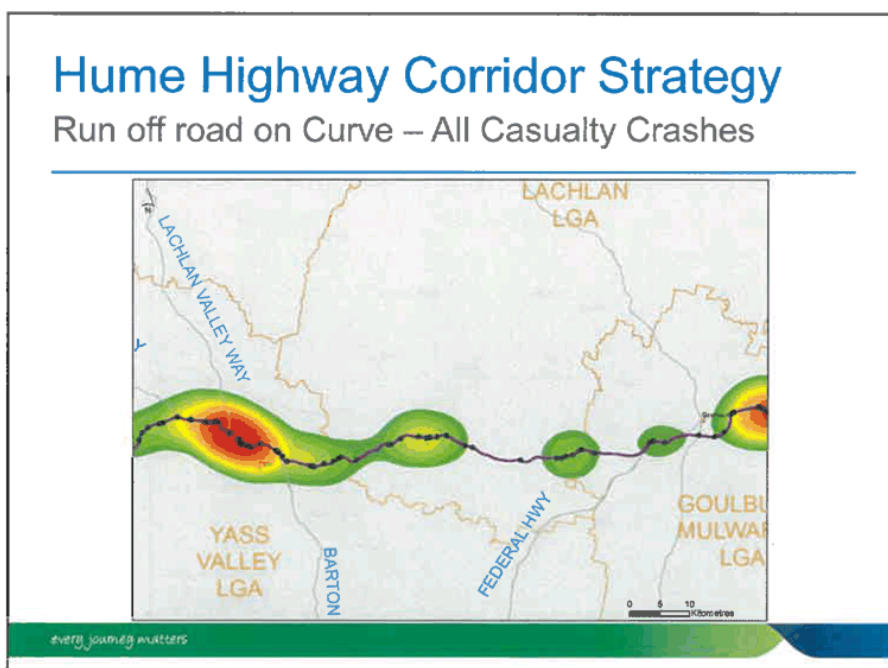 Hume Highway Corridor Strategy
Run off road on Curve – All Casualty Crashes
LACHLAN
LGA
LACHLAN VALLEY WAY
Y
YASS
VALLEY
LGA
BARTON
FEDERAL HWY
GOULBU
MULWA
LGA
0 5 10
Kilometres
every journey matters